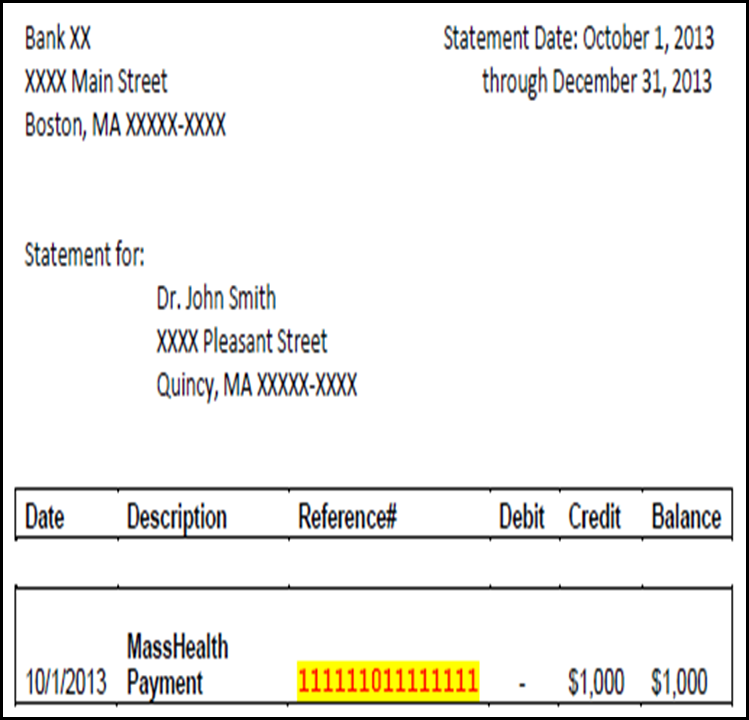 Bank XX Statement Date: October 1, 2013
XXXX Main Street through December 31, 2013
Boston, MA XXXXX-XXXX
Statement for:
Dr. John Smith
XXXX Pleasant Street
Quincy, MA XXXXX-XXXX
Date Description Reference# Debit Credit Balance
MassHealth
10/1/2013 Payment 111111011111111 - $1,000 $1,000